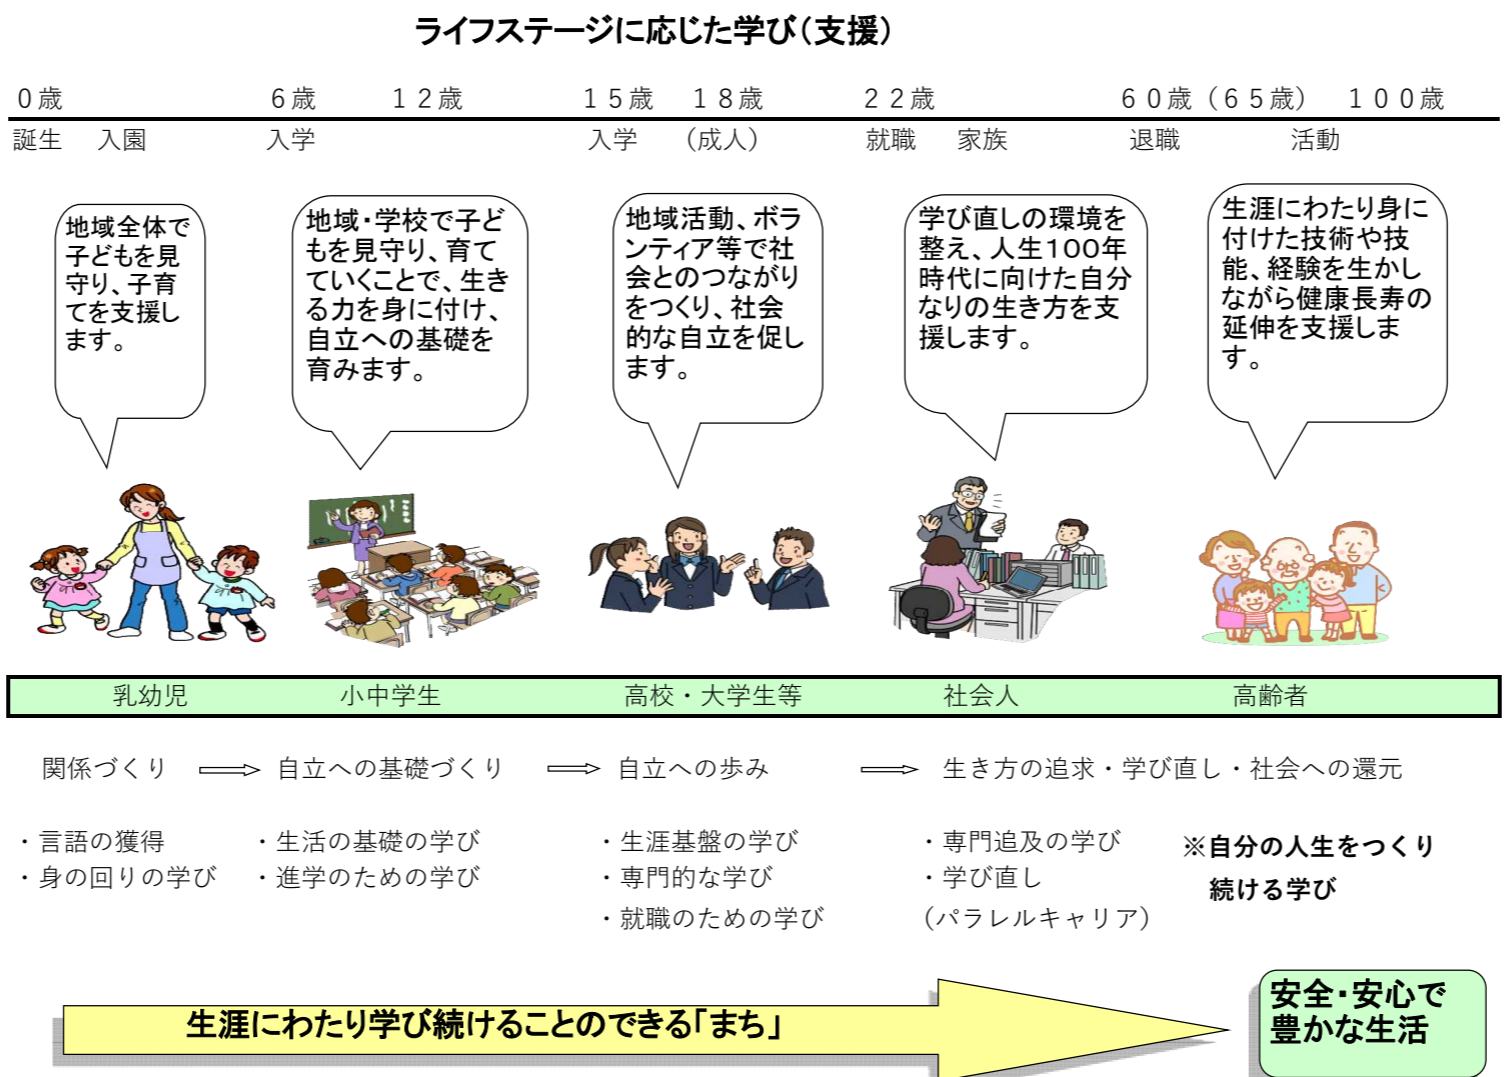 ライフステージに応じた学び（支援）
０歳 ６歳 １２歳 １５歳 １８歳 ２２歳 ６０歳（６５歳） １００歳
誕生 入園 入学 入学 （成人） 就職 家族 退職 活動
地域全体で
子どもを見
守り、子育
てを支援し
ます。
地域・学校で子ど
もを見守り、育て
ていくことで、生き
る力を身に付け、
自立への基礎を
育みます。
地域活動、ボラ
ンティア等で社
会とのつながり
をつくり、社会
的な自立を促し
ます。
学び直しの環境を
整え、人生１００年
時代に向けた自分
なりの生き方を支
援します。
生涯にわたり身に
付けた技術や技
能、経験を生かし
ながら健康長寿の
延伸を支援しま
す。
乳幼児 小中学生 高校・大学生等 社会人 高齢者
関係づくり ⇒ 自立への基礎づくり ⇒ 自立への歩み ⇒ 生き方の追求・学び直し・社会への還元
・言語の獲得
・身の回りの学び
・生活の基礎の学び
・進学のための学び
・生涯基盤の学び
・専門的な学び
・就職のための学び
・専門追及の学び
・学び直し
（パラレルキャリア）
※自分の人生をつくり
続ける学び
生涯にわたり学び続けることのできる「まち」
安全・安心で
豊かな生活